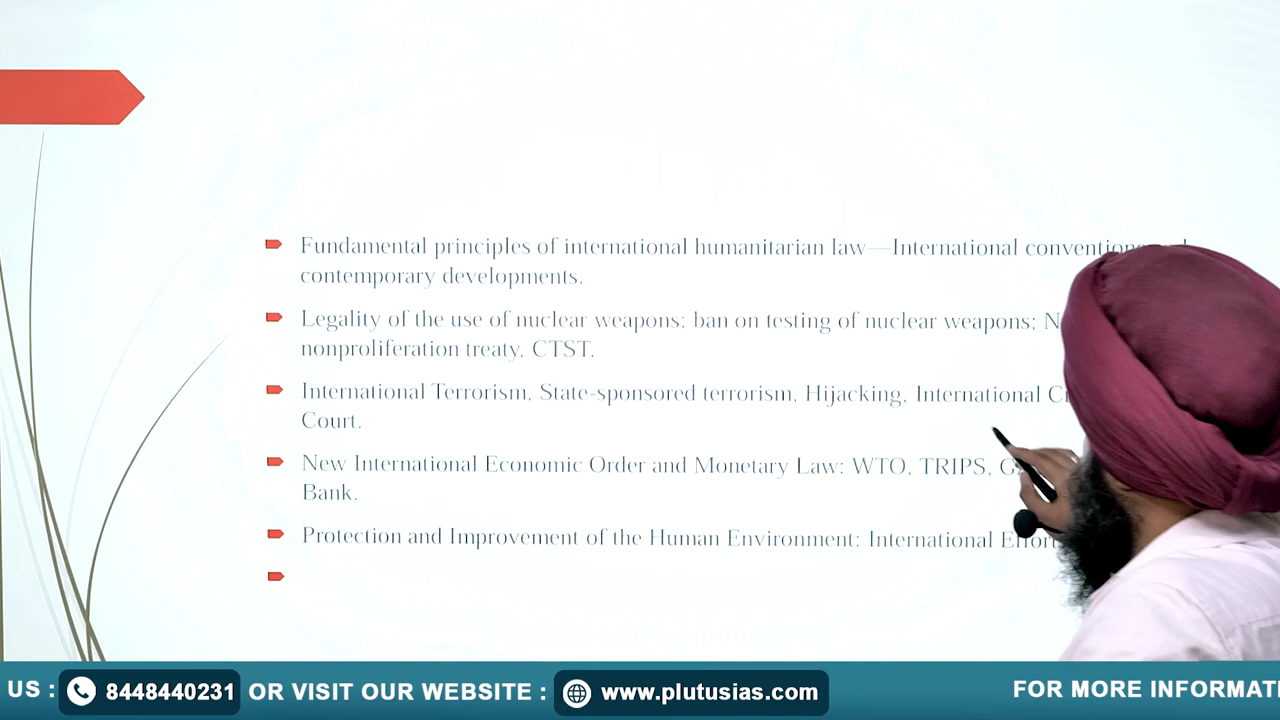 Fundamental principles of international humanitarian law—International conventions
contemporary developments.
Legality of the use of nuclear weapons; ban on testing of nuclear weapons;
nonproliferation treaty, CTST.
International Terrorism, State-sponsored terrorism, Hijacking, International
Court.
New International Economic Order and Monetary Law: WTO, TRIPS,
Bank.
Protection and Improvement of the Human Environment: International
US : 8448440231 OR VISIT OUR WEBSITE : www.plutusias.com FOR MORE INFORMATI